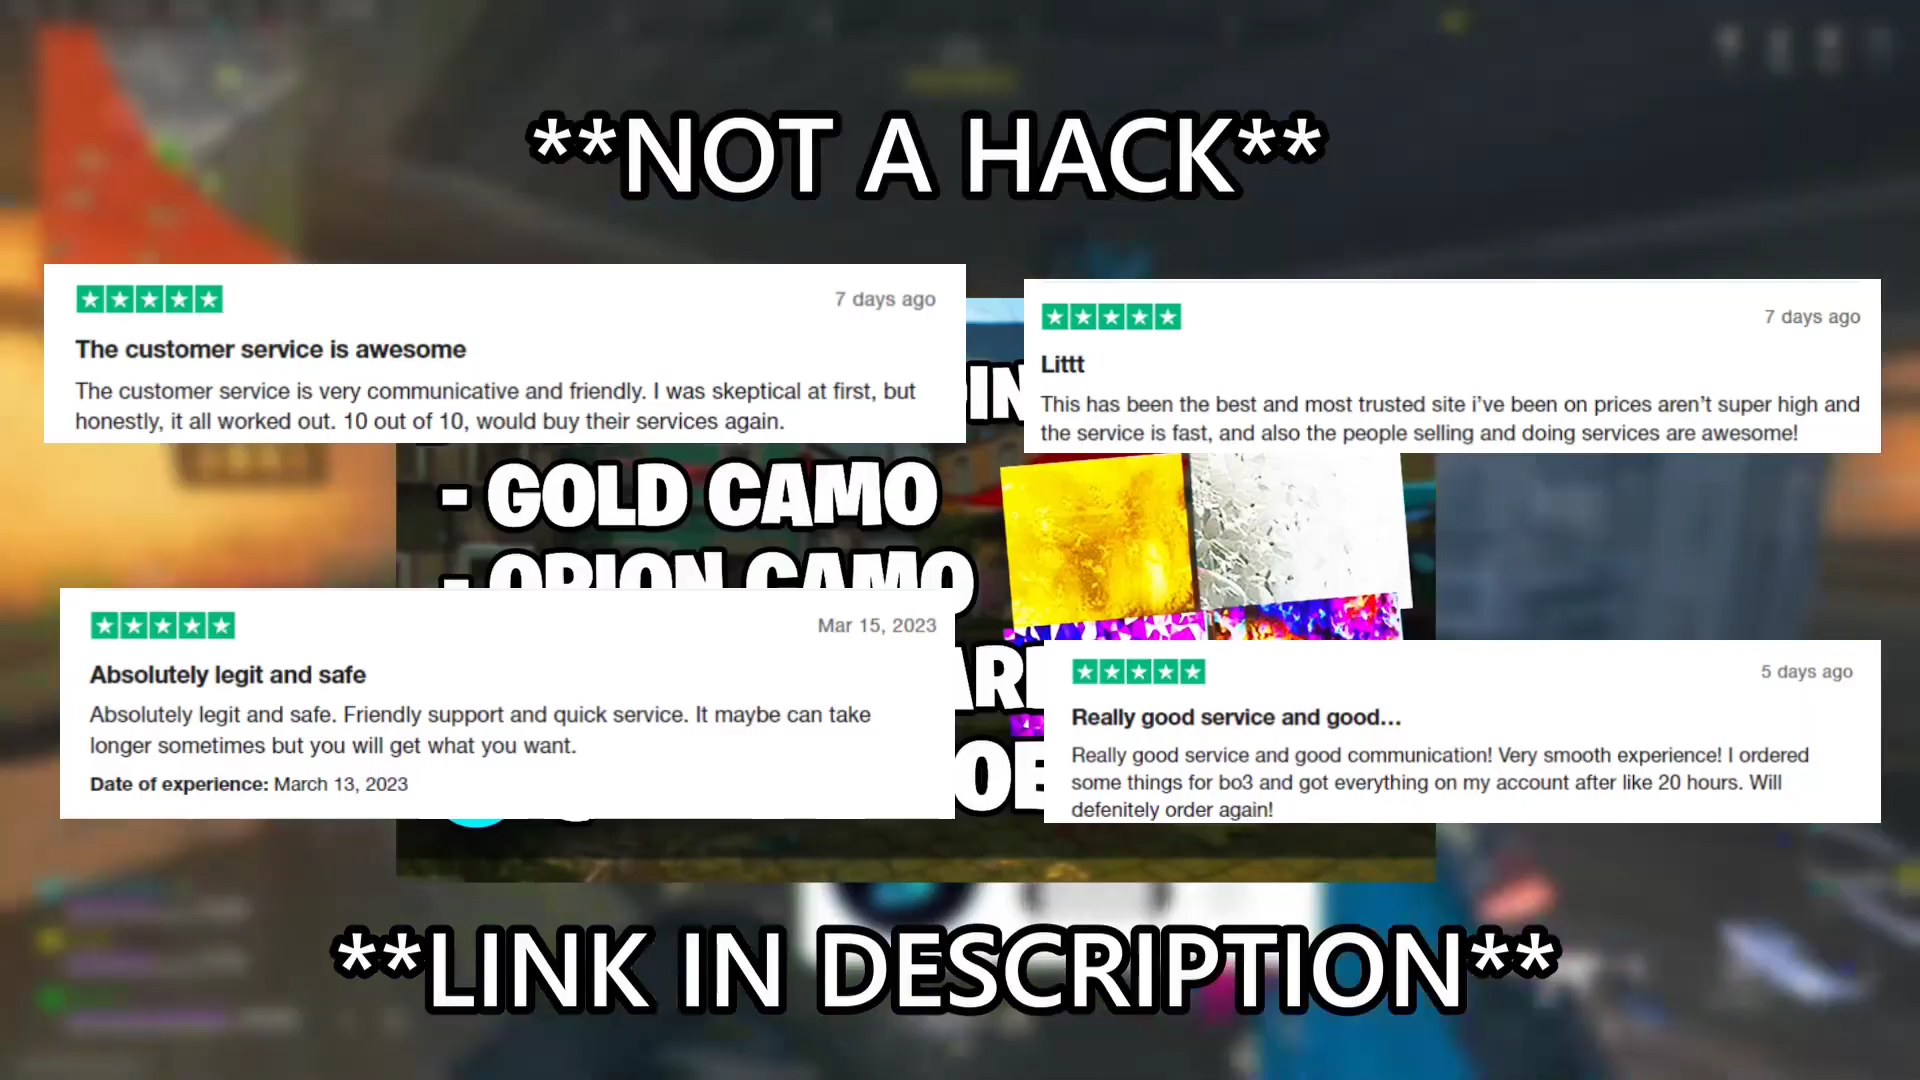 **NOT A HACK**
7 days ago
The customer service is awesome
The customer service is very communicative and friendly. I was skeptical at first, but
honestly, it all worked out. 10 out of 10, would buy their services again.
7 days ago
Littt
This has been the best and most trusted site i've been on prices aren't super high and
the service is fast, and also the people selling and doing services are awesome!
- GOLD CAMO
- ORION CAMO
Mar 15, 2023
Absolutely legit and safe
Absolutely legit and safe. Friendly support and quick service. It maybe can take
longer sometimes but you will get what you want.
Date of experience: March 13, 2023
5 days ago
Really good service and good...
Really good service and good communication! Very smooth experience! I ordered
some things for bo3 and got everything on my account after like 20 hours. Will
defenitely order again!
**LINK IN DESCRIPTION**